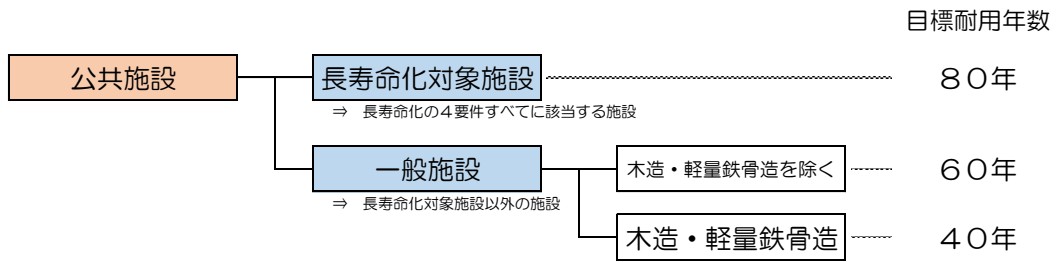 目標耐用年数
公共施設
長寿命化対象施設
８０年
⇒　長寿命化の４要件すべてに該当する施設
一般施設
木造・軽量鉄骨造を除く
６０年
⇒　長寿命化対象施設以外の施設
木造・軽量鉄骨造
４０年